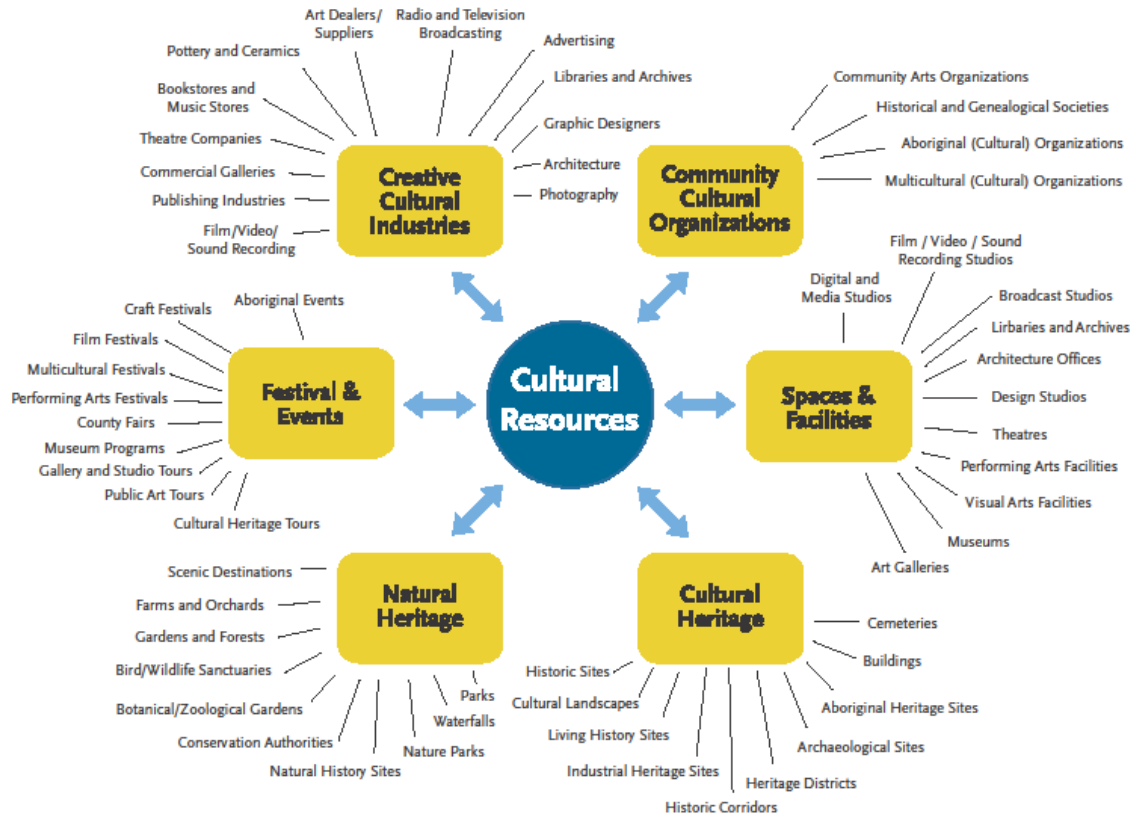 Art Dealers/
Suppliers
Radio and Television
Broadcasting
Pottery and Ceramics
Advertising
Bookstores and
Music Stores
Libraries and Archives
Theatre Companies
Graphic Designers
Commercial Galleries
Architecture
Publishing Industries
Photography
Film/Video/
Sound Recording
Creative
Cultural
Industries
Community Arts Organizations
Historical and Genealogical Societies
Aboriginal (Cultural) Organizations
Multicultural (Cultural) Organizations
Community
Cultural
Organizations
Aboriginal Events
Craft Festivals
Film Festivals
Multicultural Festivals
Performing Arts Festivals
County Fairs
Museum Programs
Gallery and Studio Tours
Public Art Tours
Cultural Heritage Tours
Festival &
Events
Cultural
Resources
Film / Video / Sound
Recording Studios
Digital and
Media Studios
Broadcast Studios
Lirbaries and Archives
Architecture Offices
Design Studios
Theatres
Performing Arts Facilities
Visual Arts Facilities
Museums
Art Galleries
Spaces &
Facilities
Natural
Heritage
Scenic Destinations
Farms and Orchards
Gardens and Forests
Bird/Wildlife Sanctuaries
Botanical/Zoological Gardens
Conservation Authorities
Natural History Sites
Nature Parks
Waterfalls
Parks
Cultural
Heritage
Cemeteries
Buildings
Aboriginal Heritage Sites
Archaeological Sites
Heritage Districts
Historic Corridors
Industrial Heritage Sites
Living History Sites
Cultural Landscapes
Historic Sites